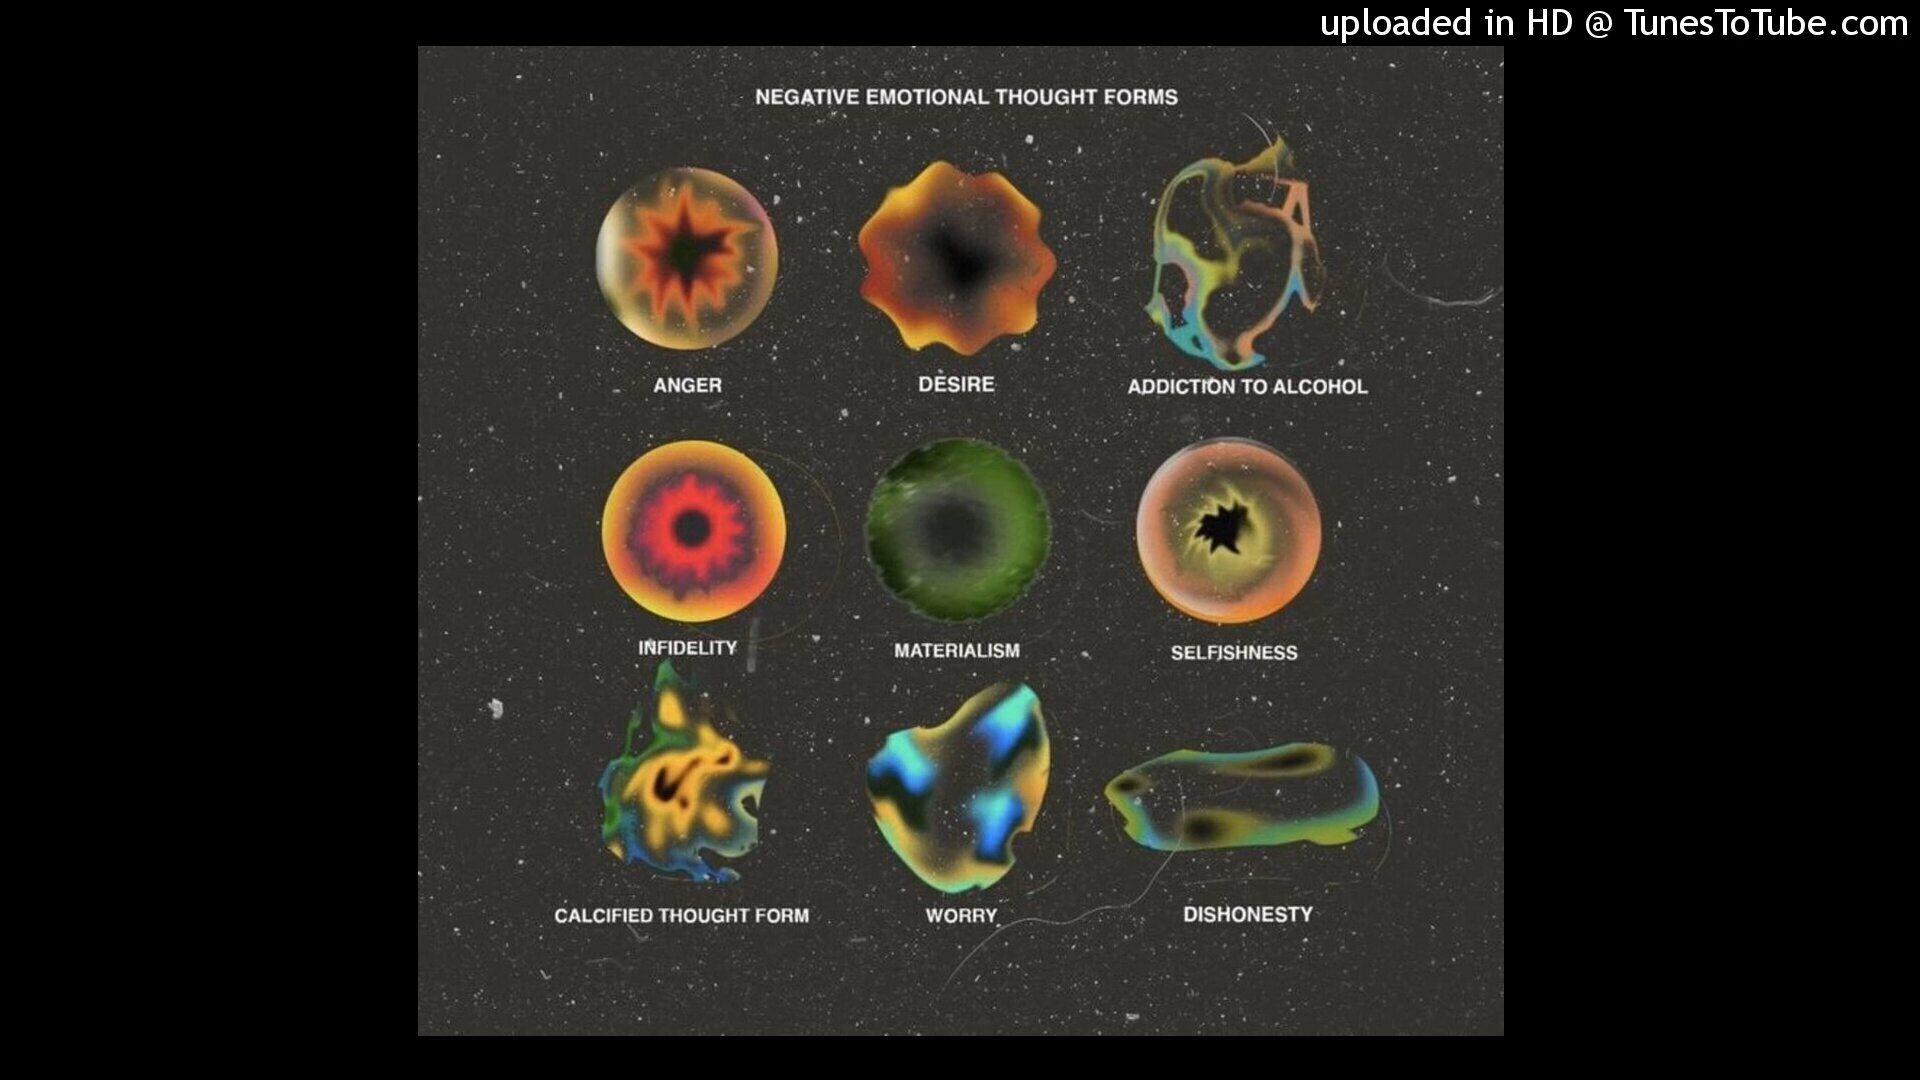 uploaded in HD @ TunesToTube.com
NEGATIVE EMOTIONAL THOUGHT FORMS
ANGER
DESIRE
ADDICTION TO ALCOHOL
INFIDELITY
MATERIALISM
SELFISHNESS
CALCIFIED THOUGHT FORM
WORRY
DISHONESTY